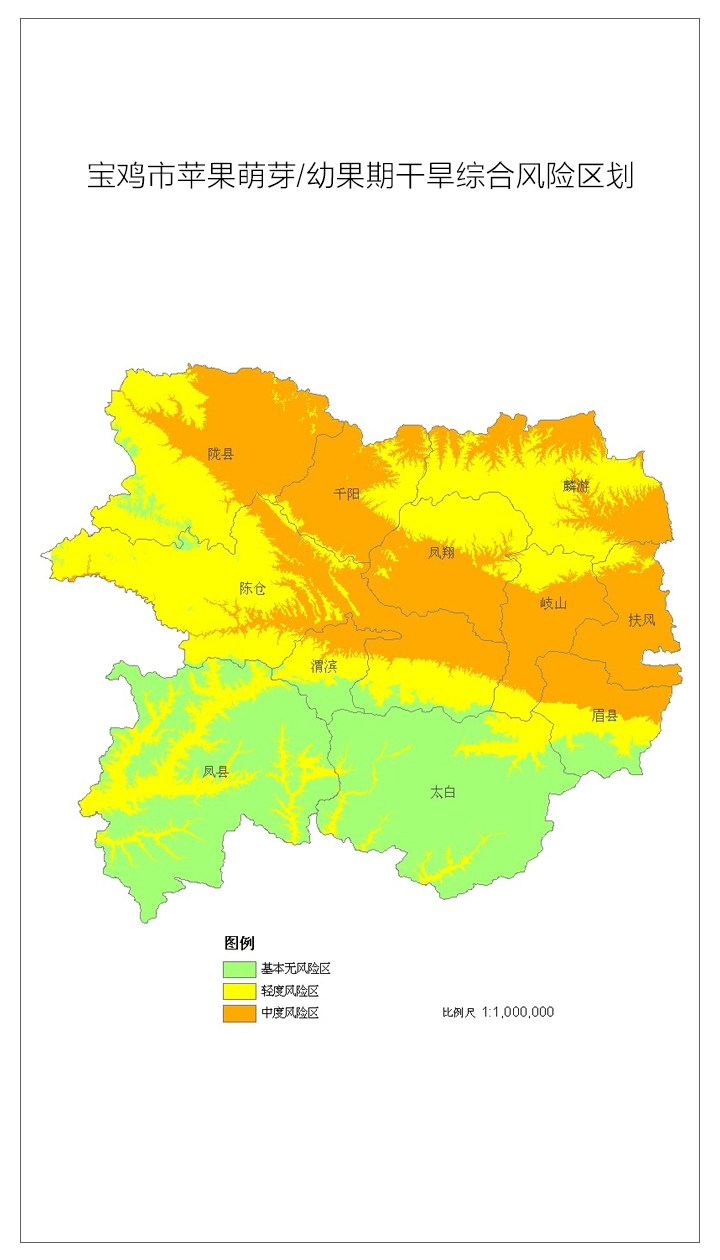 宝鸡市苹果萌芽/幼果期干旱综合风险区划
陇县
千阳
麟游
凤翔
陈仓
岐山
扶风
渭滨
眉县
凤县
太白
图例
基本无风险区
轻度风险区
中度风险区
比例尺 1:1,000,000